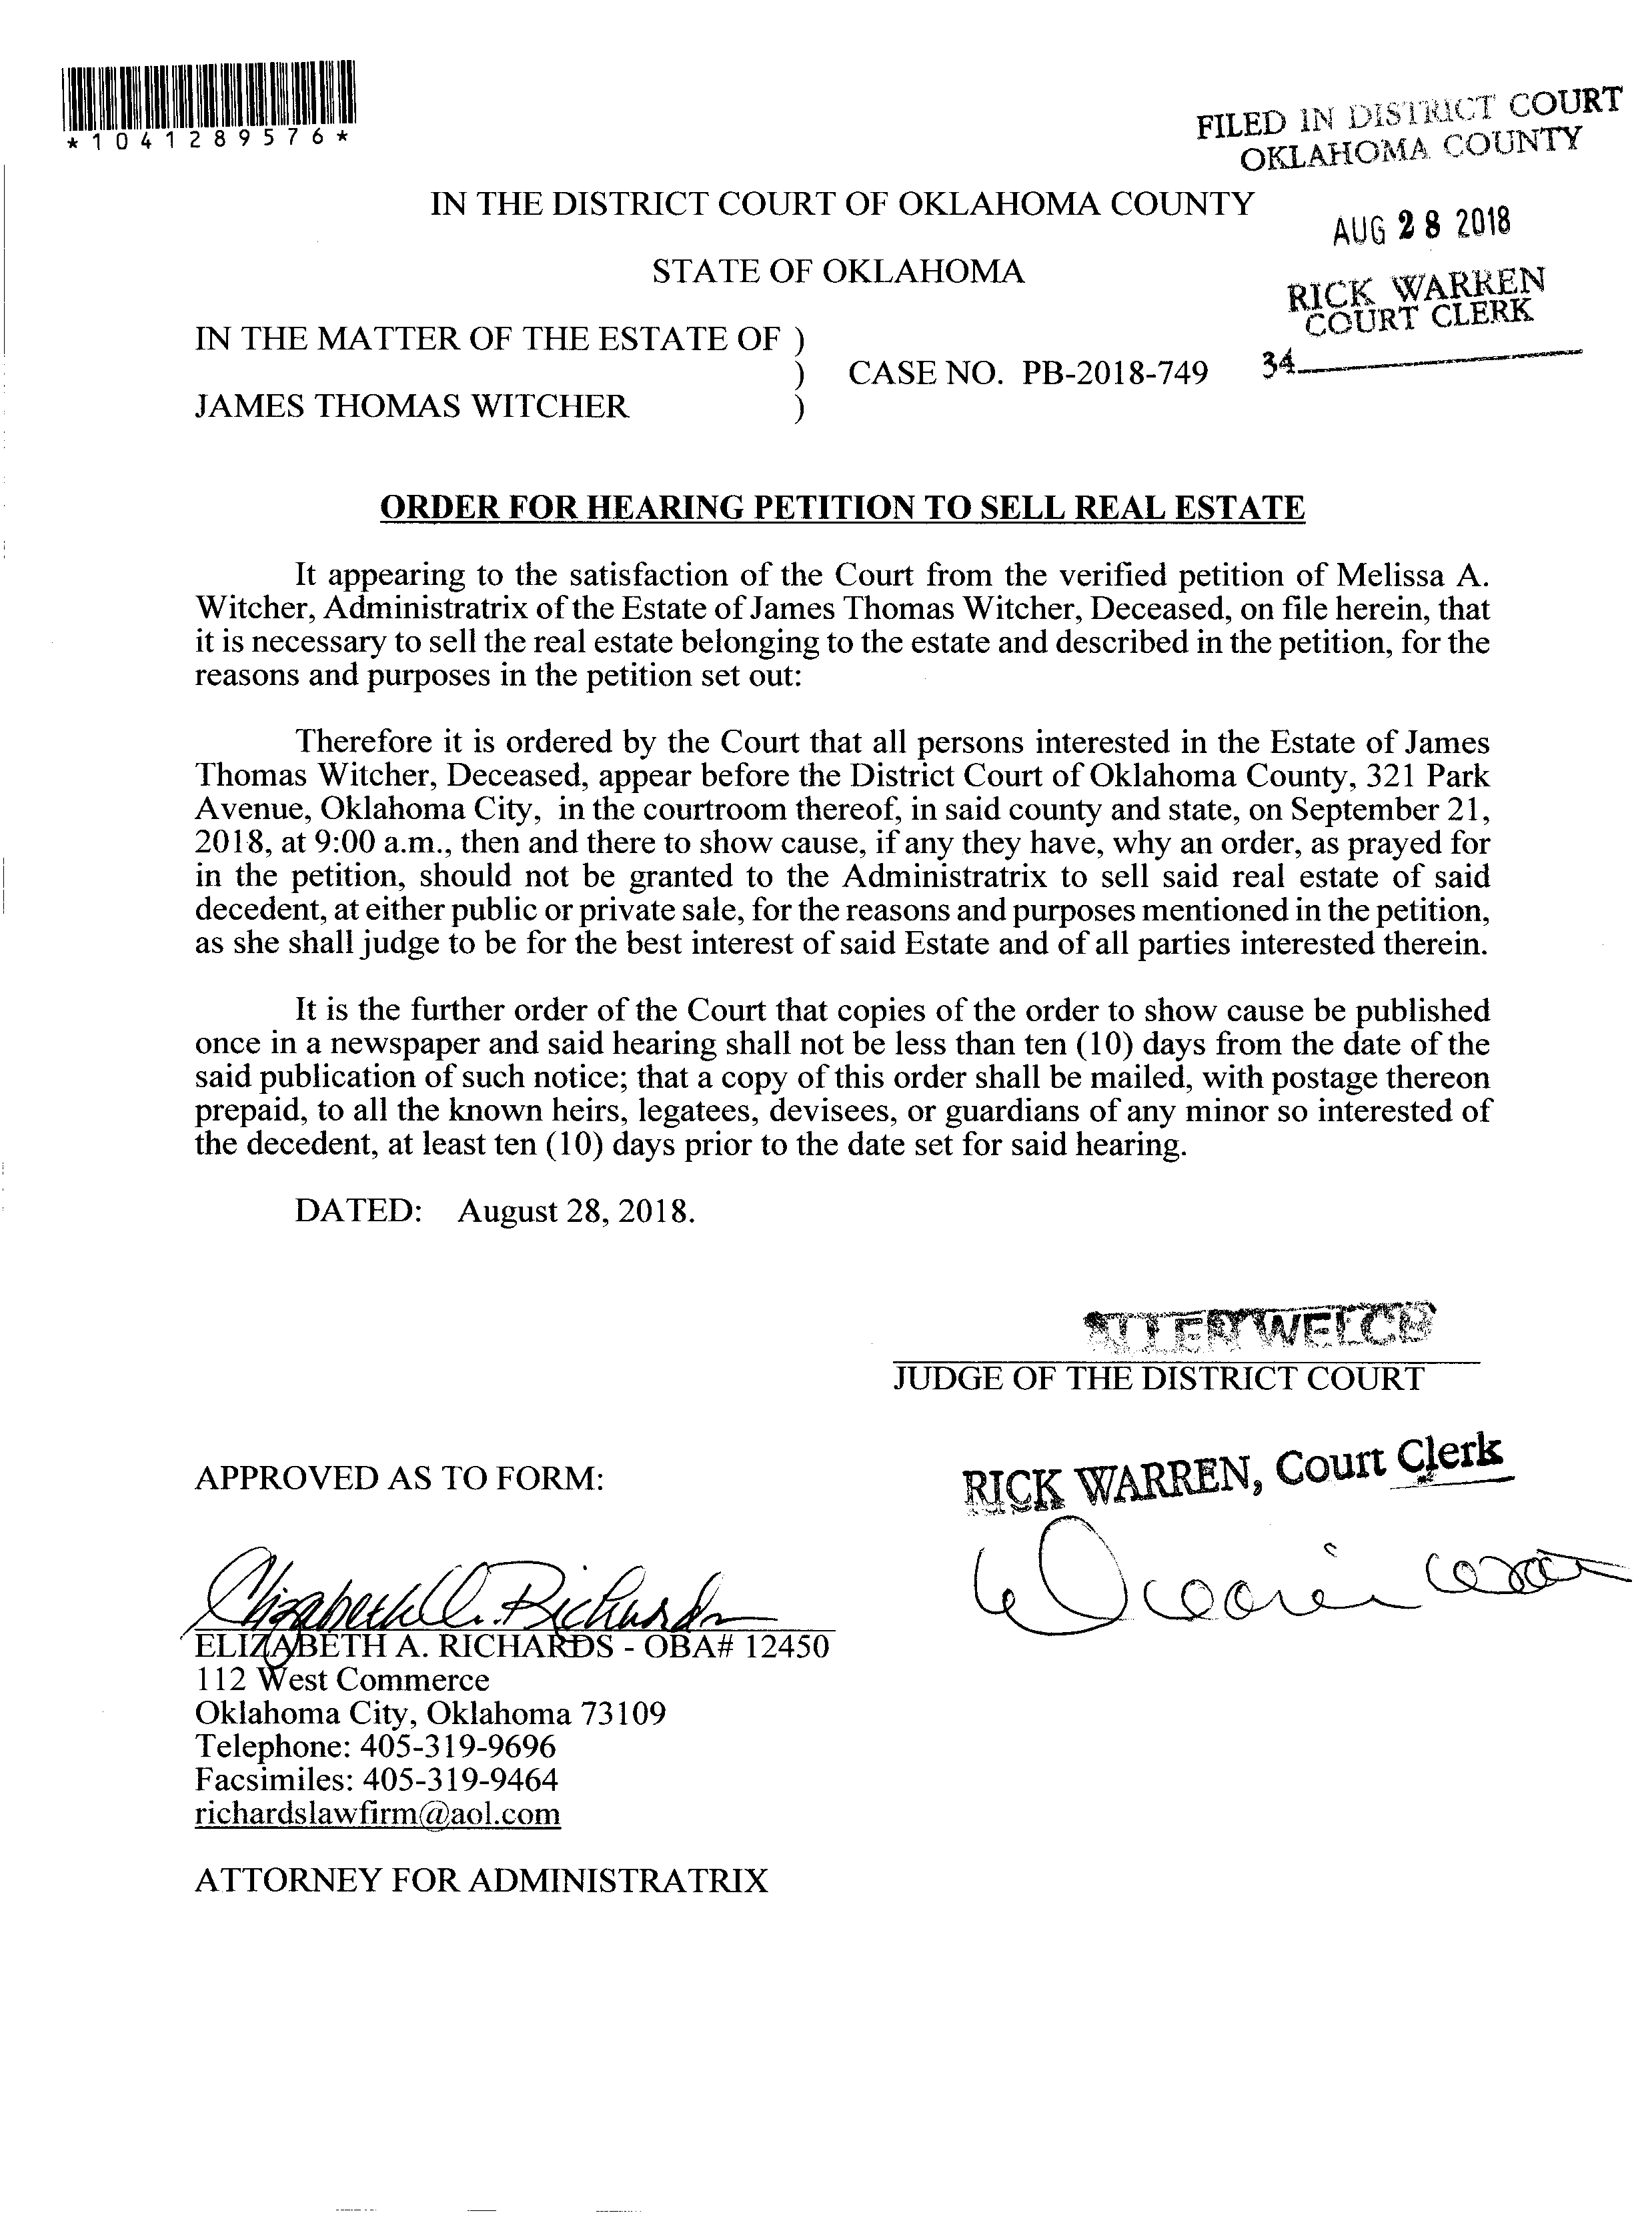 *1041289576*
FILED IN DISTRICT COURT
OKLAHOMA COUNTY
IN THE DISTRICT COURT OF OKLAHOMA COUNTY
AUG 28 2018
STATE OF OKLAHOMA
RICK WARREN
COURT CLERK
34
IN THE MATTER OF THE ESTATE OF )
) CASE NO. PB-2018-749
JAMES THOMAS WITCHER )
ORDER FOR HEARING PETITION TO SELL REAL ESTATE
It appearing to the satisfaction of the Court from the verified petition of Melissa A.
Witcher, Administratrix of the Estate of James Thomas Witcher, Deceased, on file herein, that
it is necessary to sell the real estate belonging to the estate and described in the petition, for the
reasons and purposes in the petition set out:
Therefore it is ordered by the Court that all persons interested in the Estate of James
Thomas Witcher, Deceased, appear before the District Court of Oklahoma County, 321 Park
Avenue, Oklahoma City, in the courtroom thereof, in said county and state, on September 21,
2018, at 9:00 a.m., then and there to show cause, if any they have, why an order, as prayed for
in the petition, should not be granted to the Administratrix to sell said real estate of said
decedent, at either public or private sale, for the reasons and purposes mentioned in the petition,
as she shall judge to be for the best interest of said Estate and of all parties interested therein.
It is the further order of the Court that copies of the order to show cause be published
once in a newspaper and said hearing shall not be less than ten (10) days from the date of the
said publication of such notice; that a copy of this order shall be mailed, with postage thereon
prepaid, to all the known heirs, legatees, devisees, or guardians of any minor so interested of
the decedent, at least ten (10) days prior to the date set for said hearing.
DATED: August 28, 2018.
ALLEN WELCH
JUDGE OF THE DISTRICT COURT
RICK WARREN, Court Clerk
APPROVED AS TO FORM:
Elizabeth A. Richards
ELIZABETH A. RICHARDS - OBA# 12450
112 West Commerce
Oklahoma City, Oklahoma 73109
Telephone: 405-319-9696
Facsimiles: 405-319-9464
richardslawfirm@aol.com
ATTORNEY FOR ADMINISTRATRIX